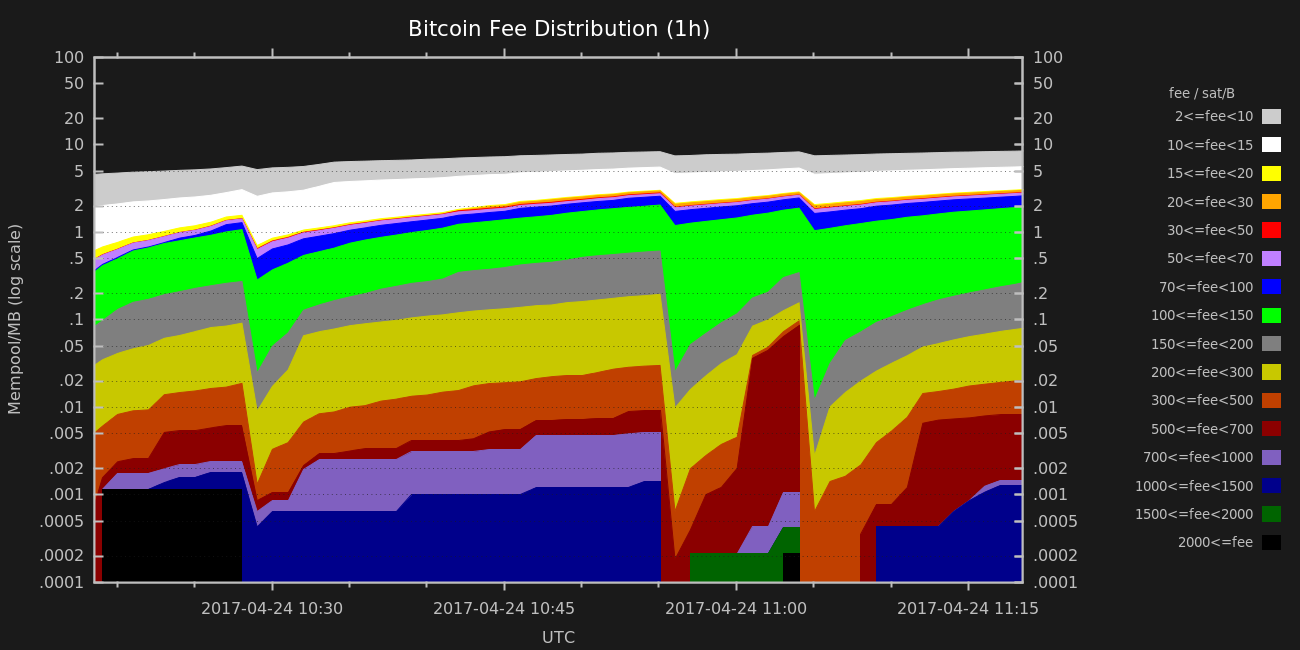 Bitcoin Fee Distribution (1h)
100 100
50 50
20 20
10 10
5 5
2 2
1 1
.5 .5
.2 .2
.1 .1
.05 .05
.02 .02
.01 .01
.005 .005
.002 .002
.001 .001
.0005 .0005
.0002 .0002
.0001 .0001
Mempool/MB (log scale)
2017-04-24 10:30 2017-04-24 10:45 2017-04-24 11:00 2017-04-24 11:15
UTC
fee / sat/B
2<=fee<10
10<=fee<15
15<=fee<20
20<=fee<30
30<=fee<50
50<=fee<70
70<=fee<100
100<=fee<150
150<=fee<200
200<=fee<300
300<=fee<500
500<=fee<700
700<=fee<1000
1000<=fee<1500
1500<=fee<2000
2000<=fee